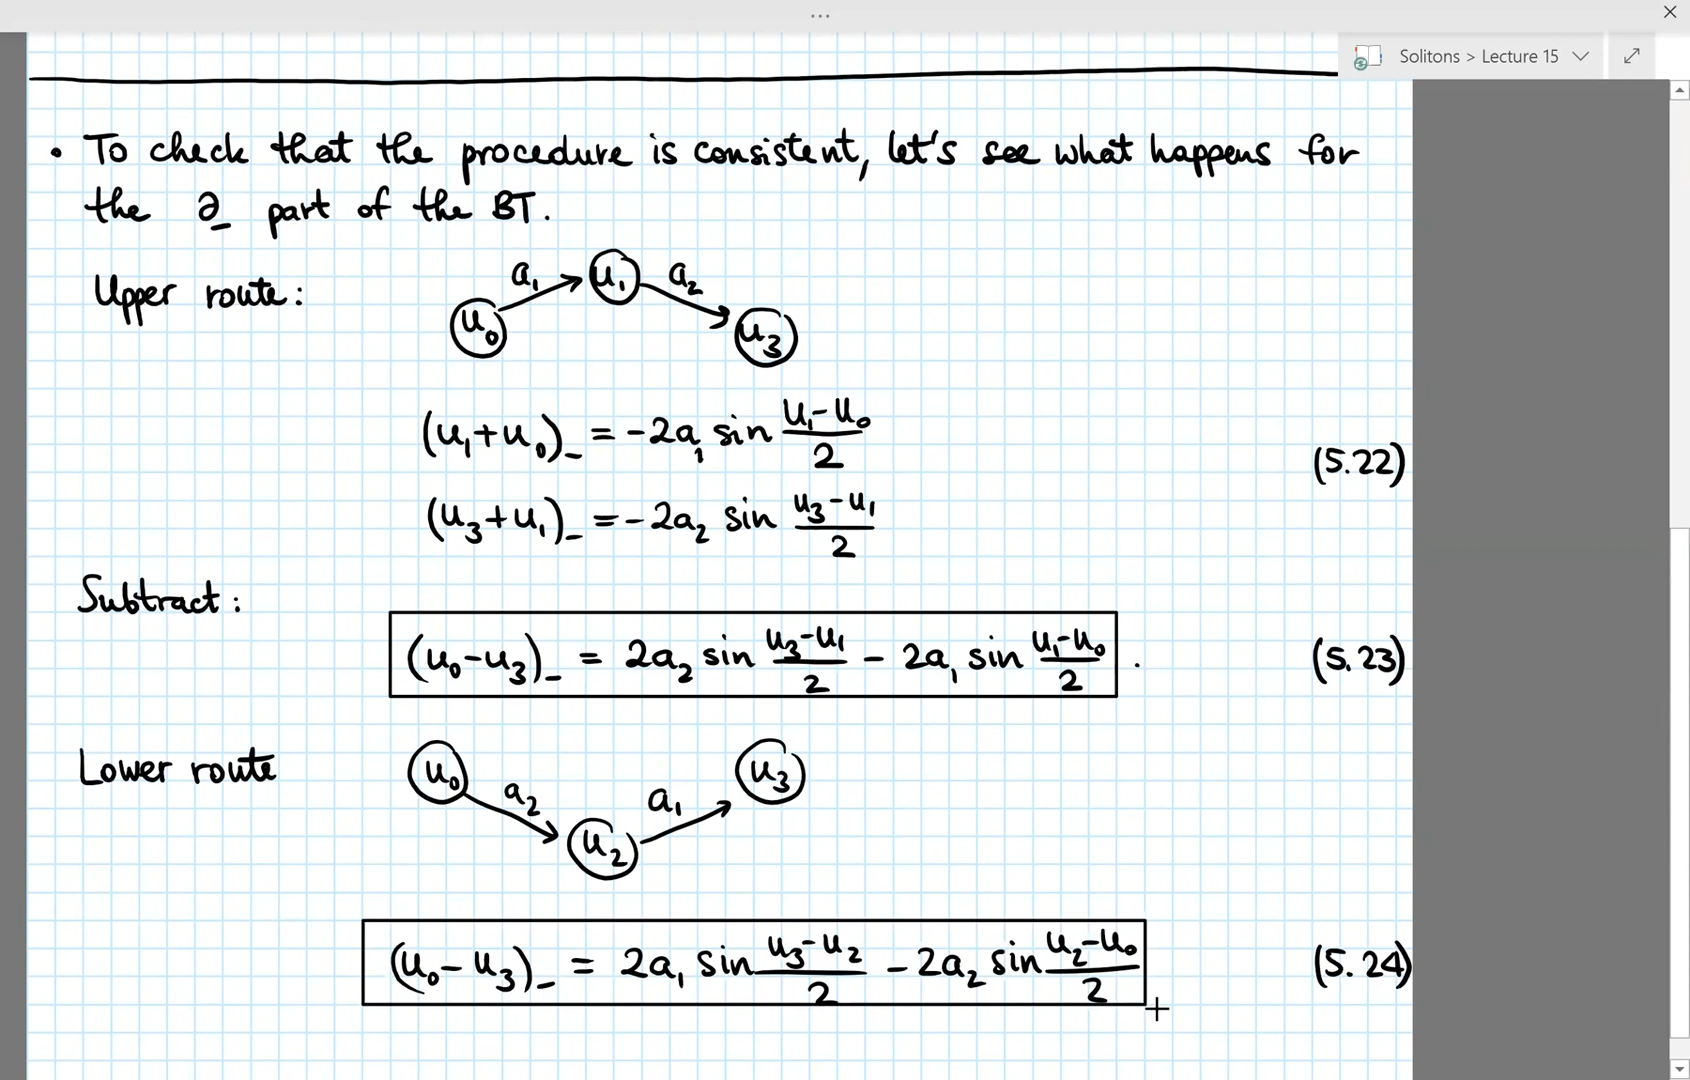 ...
Solitons > Lecture 15
• To check that the procedure is consistent, let's see what happens for
the ∂₋ part of the BT.
Upper route:
a₁ u₁ a₂
u₀ u₃
(u₁+u₀)₋ = -2a₁ sin (u₁-u₀)/2
(5.22)
(u₃+u₁)₋ = -2a₂ sin (u₃-u₁)/2
Subtract:
(u₀-u₃)₋ = 2a₂ sin (u₃-u₁)/2 - 2a₁ sin (u₁-u₀)/2 . (5.23)
Lower route u₀ u₃
a₂ a₁
u₂
(u₀-u₃)₋ = 2a₁ sin (u₃-u₂)/2 - 2a₂ sin (u₂-u₀)/2 (5.24)